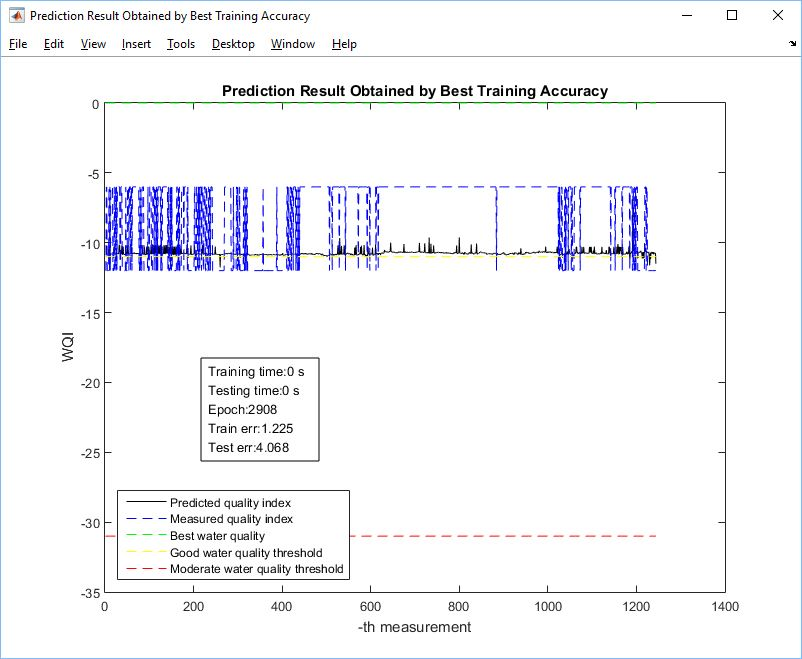 Prediction Result Obtained by Best Training Accuracy
File Edit View Insert Tools Desktop Window Help
Prediction Result Obtained by Best Training Accuracy
0
-5
-10
-15
-20
-25
-30
-35
WQI
Training time:0 s
Testing time:0 s
Epoch:2908
Train err:1.225
Test err:4.068
Predicted quality index
Measured quality index
Best water quality
Good water quality threshold
Moderate water quality threshold
0 200 400 600 800 1000 1200 1400
-th measurement